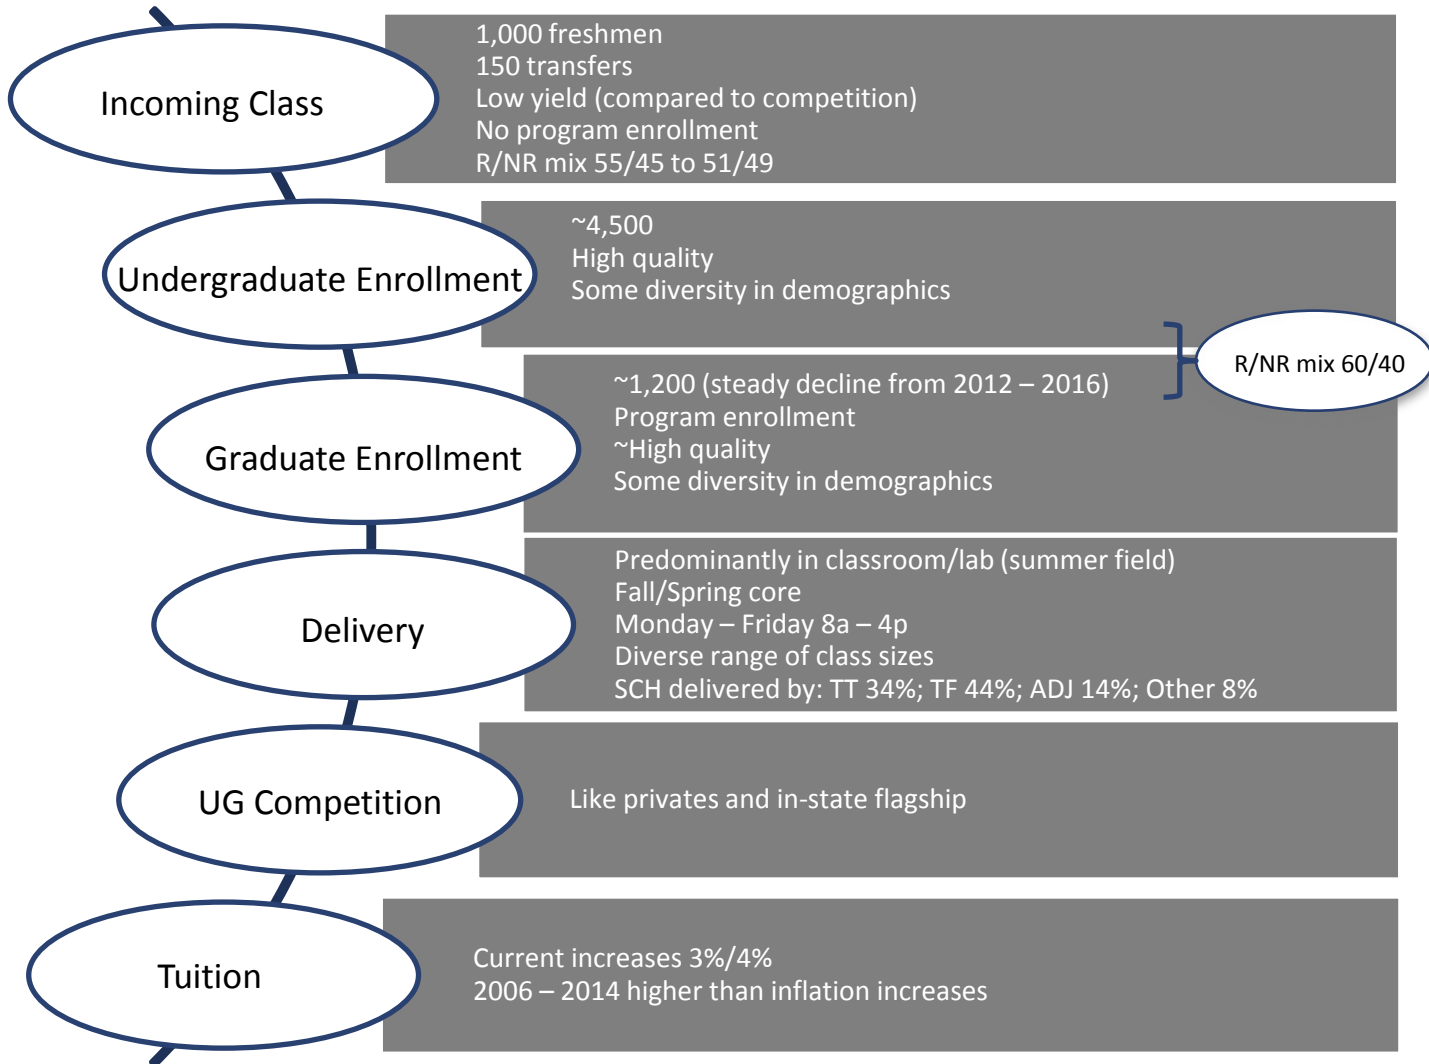 Incoming Class
1,000 freshmen
150 transfers
Low yield (compared to competition)
No program enrollment
R/NR mix 55/45 to 51/49
Undergraduate Enrollment
~4,500
High quality
Some diversity in demographics
R/NR mix 60/40
Graduate Enrollment
~1,200 (steady decline from 2012 – 2016)
Program enrollment
~High quality
Some diversity in demographics
Delivery
Predominantly in classroom/lab (summer field)
Fall/Spring core
Monday – Friday 8a – 4p
Diverse range of class sizes
SCH delivered by: TT 34%; TF 44%; ADJ 14%; Other 8%
UG Competition
Like privates and in-state flagship
Tuition
Current increases 3%/4%
2006 – 2014 higher than inflation increases